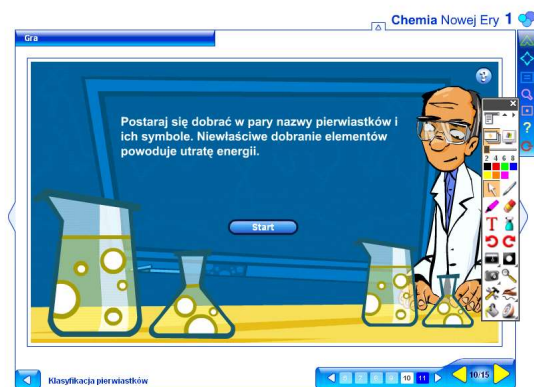 Chemia Nowej Ery 1
Gra
Postaraj się dobrać w pary nazwy pierwiastków i
ich symbole. Niewłaściwe dobranie elementów
powoduje utratę energii.
Start
2 4 6 8
T
?
Klasyfikacja pierwiastków
10 11
10/15